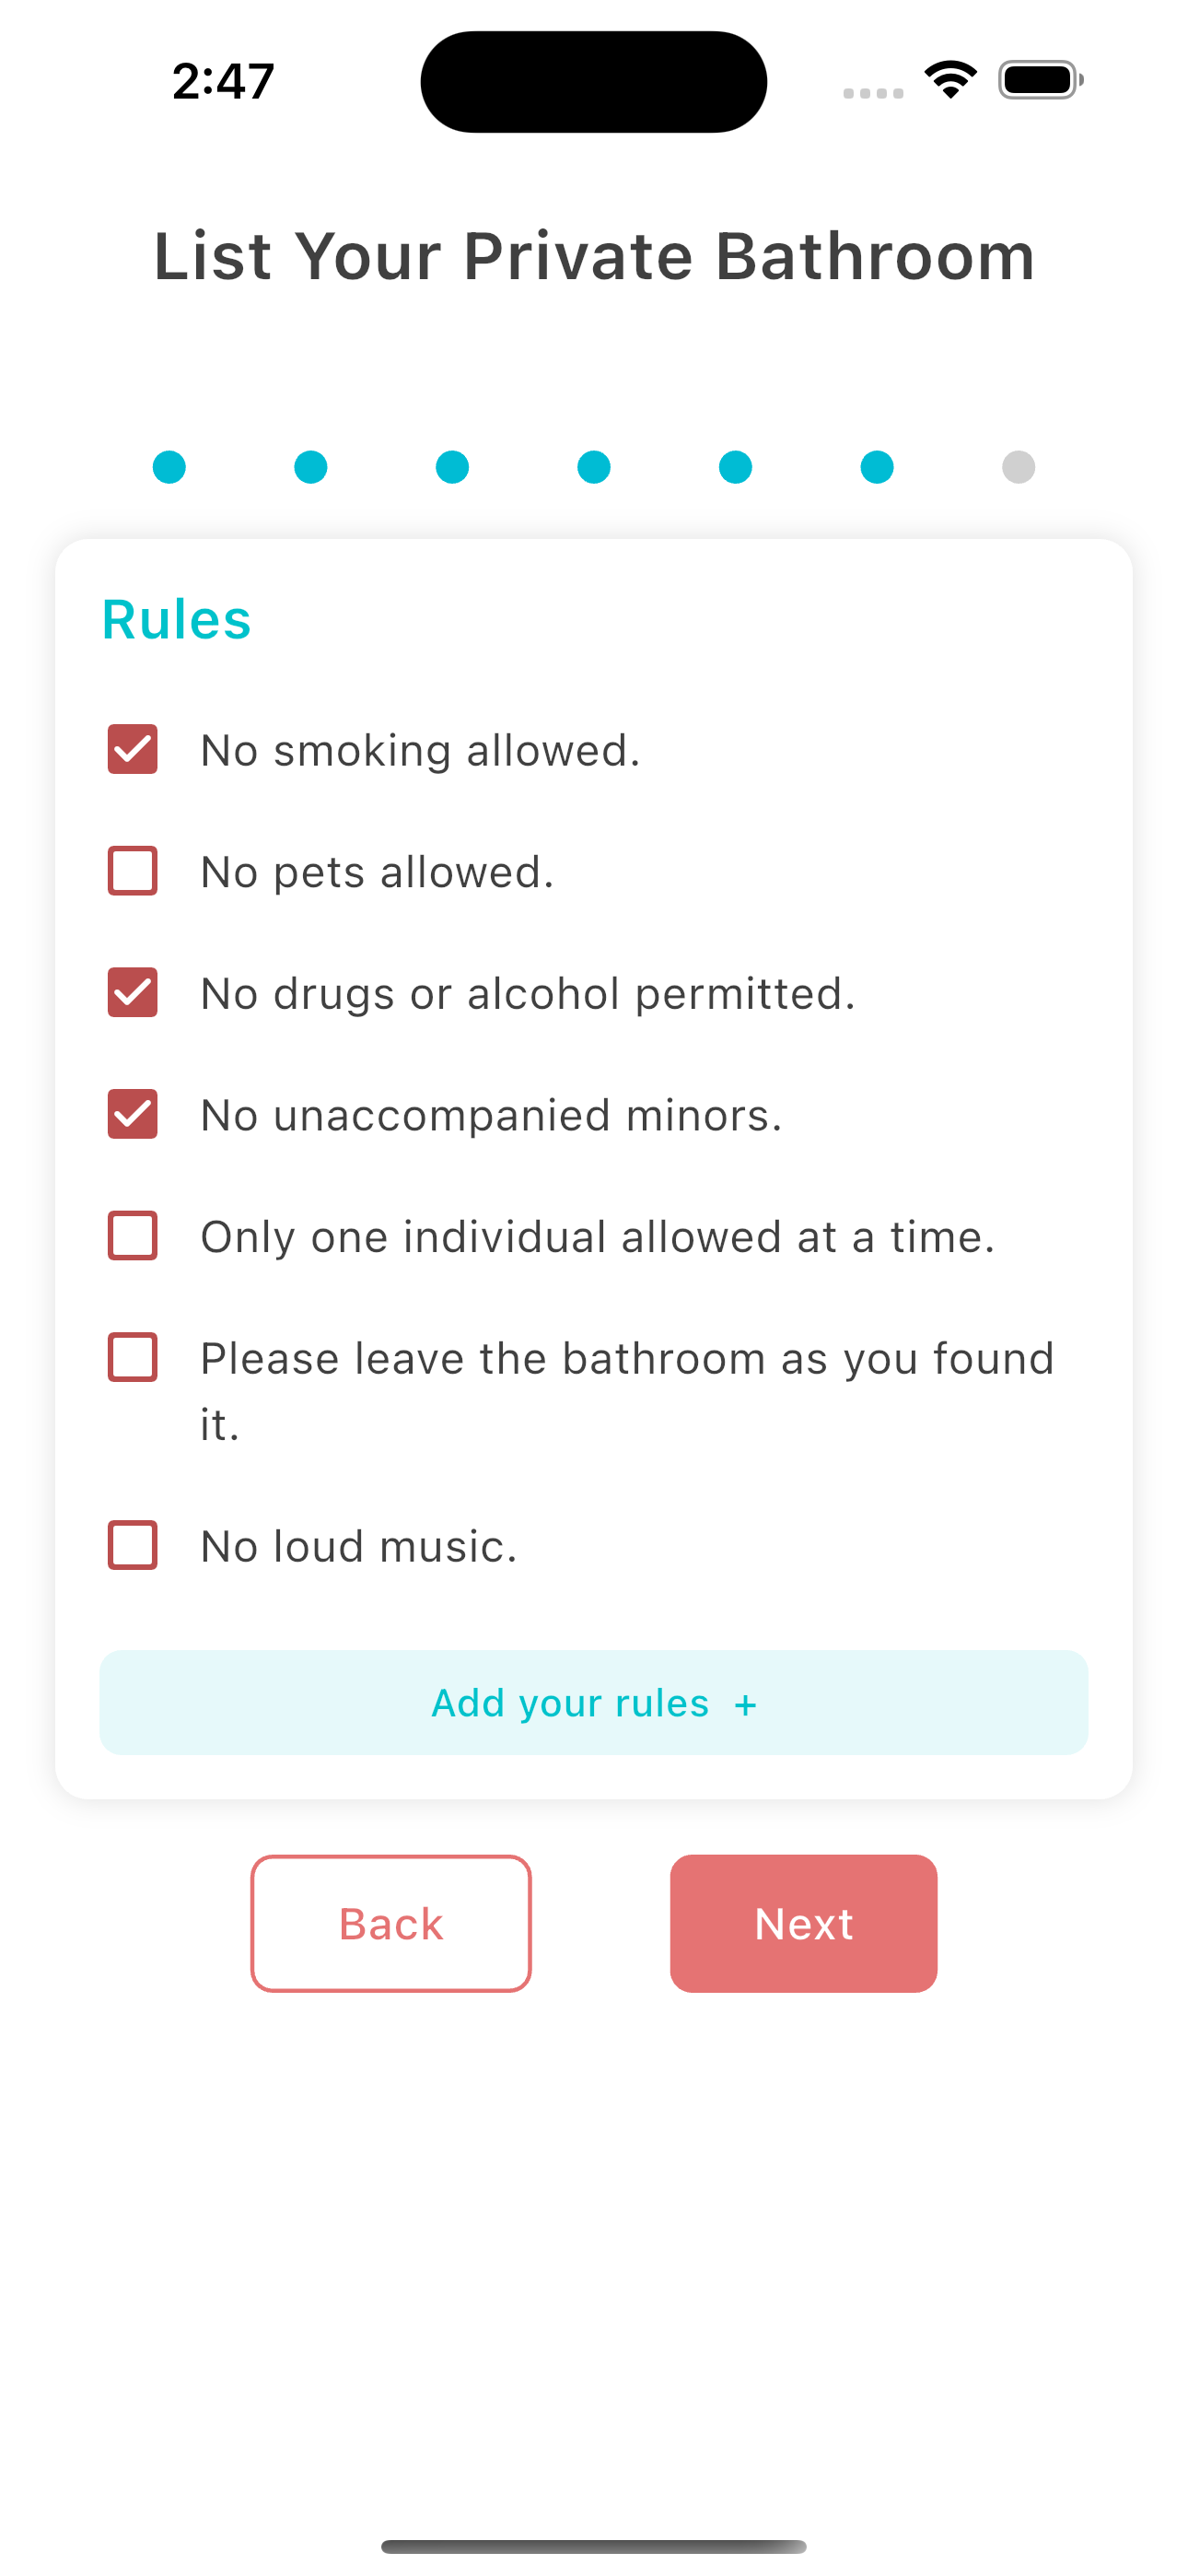 2:47
List Your Private Bathroom
Rules
No smoking allowed.
No pets allowed.
No drugs or alcohol permitted.
No unaccompanied minors.
Only one individual allowed at a time.
Please leave the bathroom as you found
it.
No loud music.
Add your rules +
Back
Next